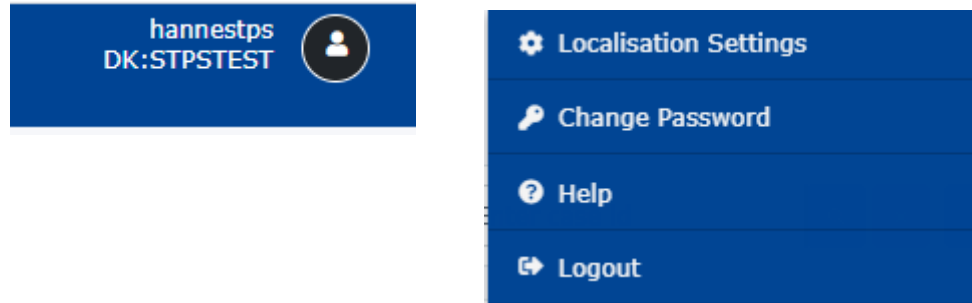 hannestps
DK:STPSTEST
Localisation Settings
Change Password
Help
Logout